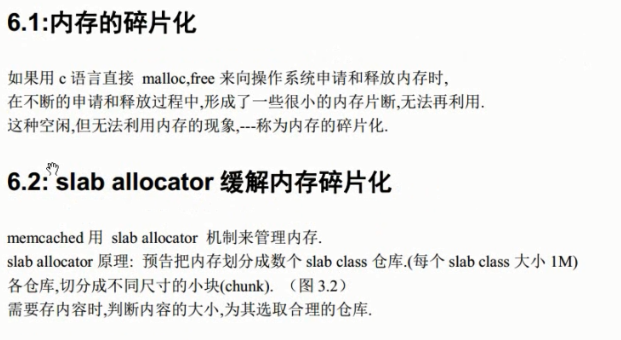 6.1:内存的碎片化
如果用 c 语言直接 malloc,free 来向操作系统申请和释放内存时,
在不断的申请和释放过程中,形成了一些很小的内存片断,无法再利用.
这种空闲,但无法利用内存的现象,---称为内存的碎片化.
6.2: slab allocator 缓解内存碎片化
memcached 用 slab allocator 机制来管理内存.
slab allocator 原理: 预告把内存划分成数个 slab class 仓库.(每个 slab class 大小 1M)
各仓库,切分成不同尺寸的小块(chunk). （图 3.2）
需要存内容时,判断内容的大小,为其选取合理的仓库.